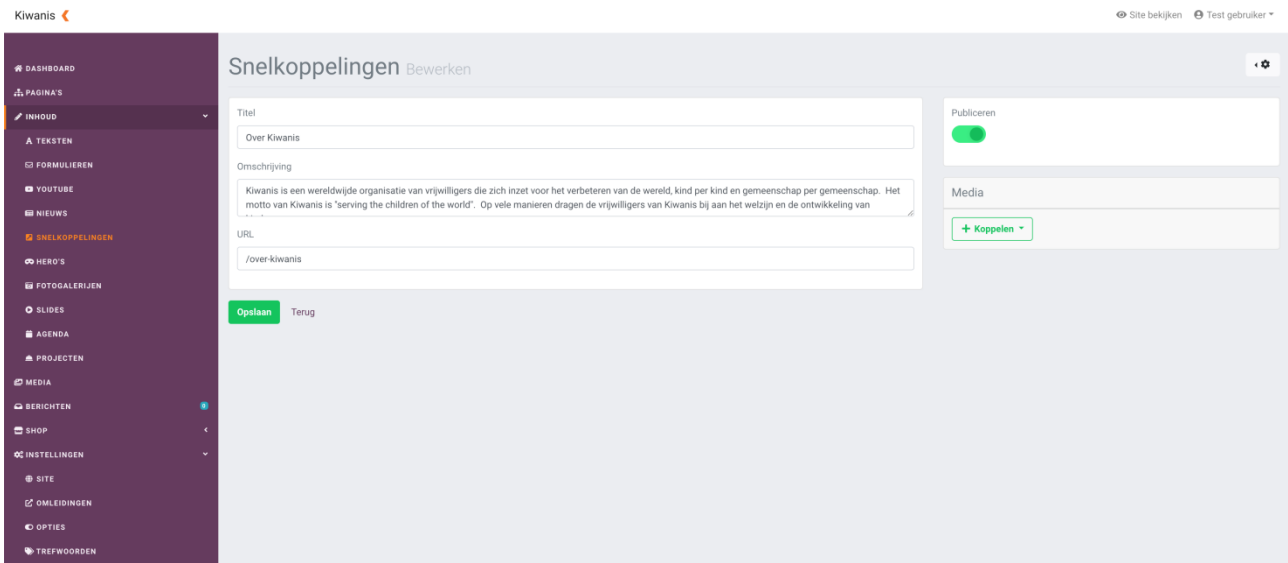 Kiwanis
Site bekijken
Test gebruiker
DASHBOARD
PAGINA'S
INHOUD
TEKSTEN
FORMULIEREN
YOUTUBE
NIEUWS
SNELKOPPELINGEN
HERO'S
FOTOGALERIJEN
SLIDES
AGENDA
PROJECTEN
MEDIA
BERICHTEN 0
SHOP
INSTELLINGEN
SITE
OMLEIDINGEN
OPTIES
TREFWOORDEN
Snelkoppelingen Bewerken
Titel
Over Kiwanis
Omschrijving
Kiwanis is een wereldwijde organisatie van vrijwilligers die zich inzet voor het verbeteren van de wereld, kind per kind en gemeenschap per gemeenschap. Het
motto van Kiwanis is "serving the children of the world". Op vele manieren dragen de vrijwilligers van Kiwanis bij aan het welzijn en de ontwikkeling van
URL
/over-kiwanis
Opslaan Terug
Publiceren
Media
+ Koppelen